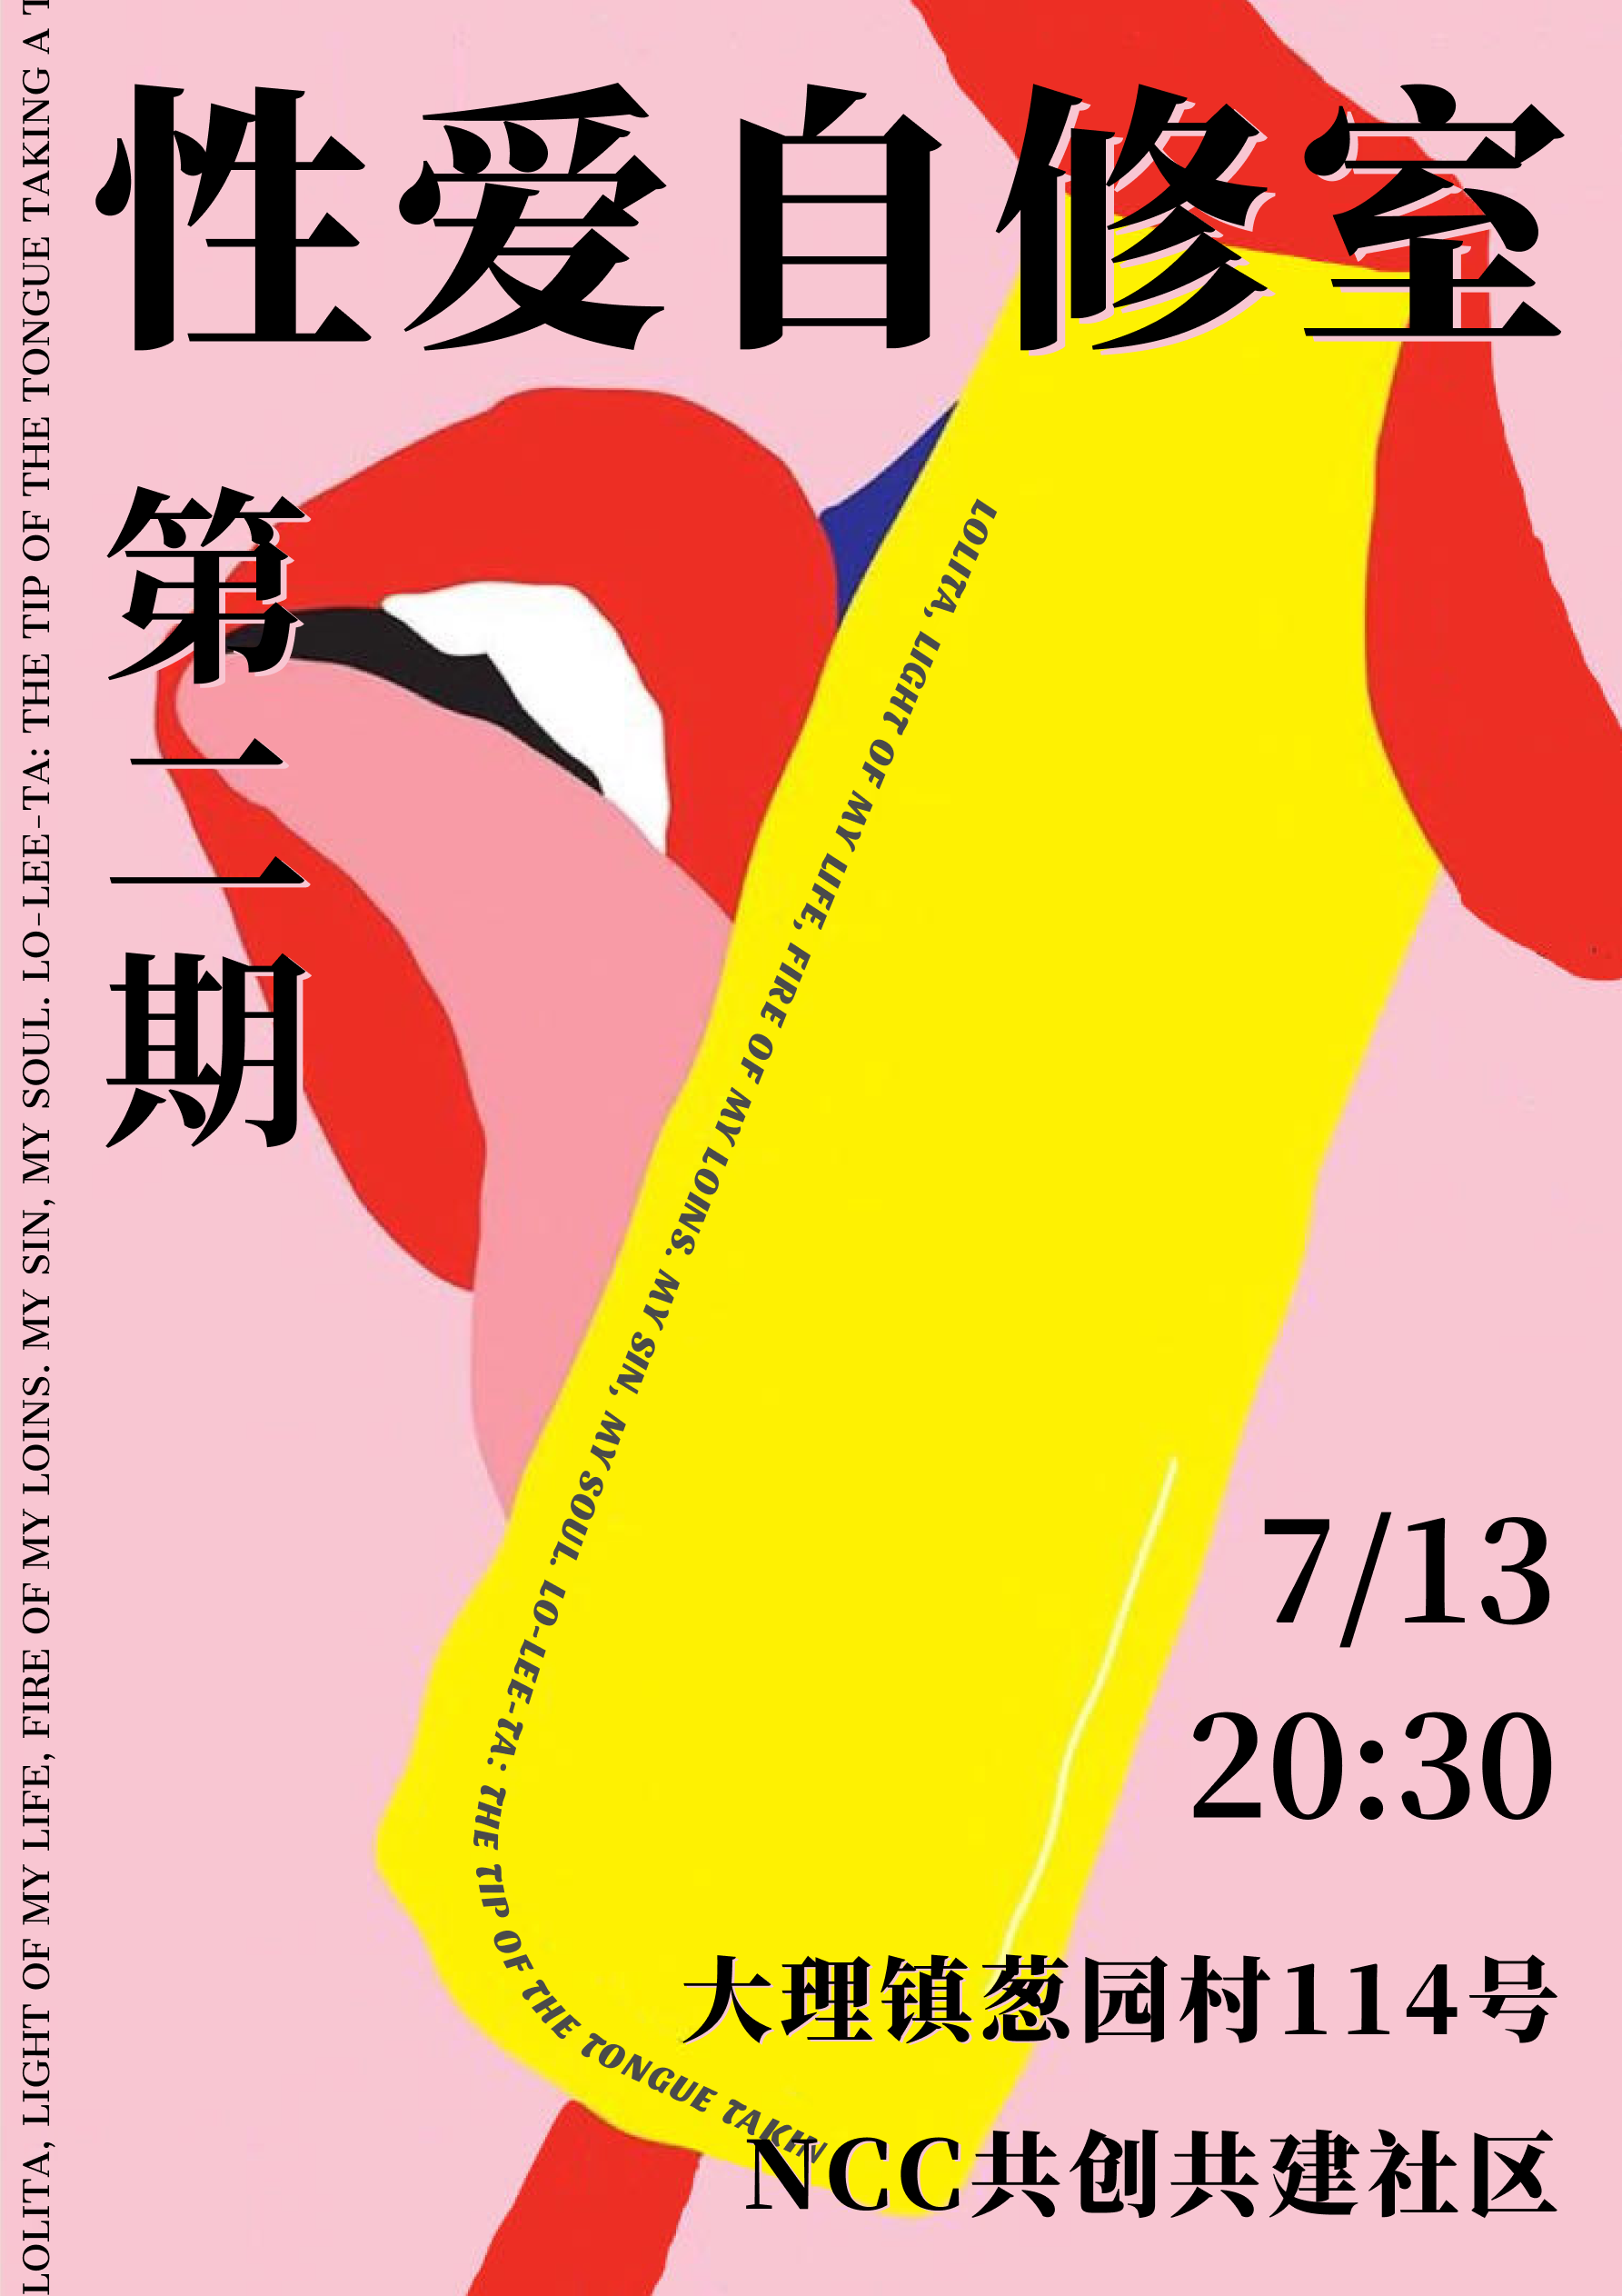 性爱自修室
第二期
LOLITA, LIGHT OF MY LIFE, FIRE OF MY LOINS. MY SIN, MY SOUL. LO-LEE-TA: THE TIP OF THE TONGUE TAKING A T
LOLITA, LIGHT OF MY LIFE, FIRE OF MY LOINS. MY SIN, MY SOUL. LO-LEE-TA: THE TIP OF THE TONGUE TAKIN
7/13
20:30
大理镇葱园村114号
NCC共创共建社区